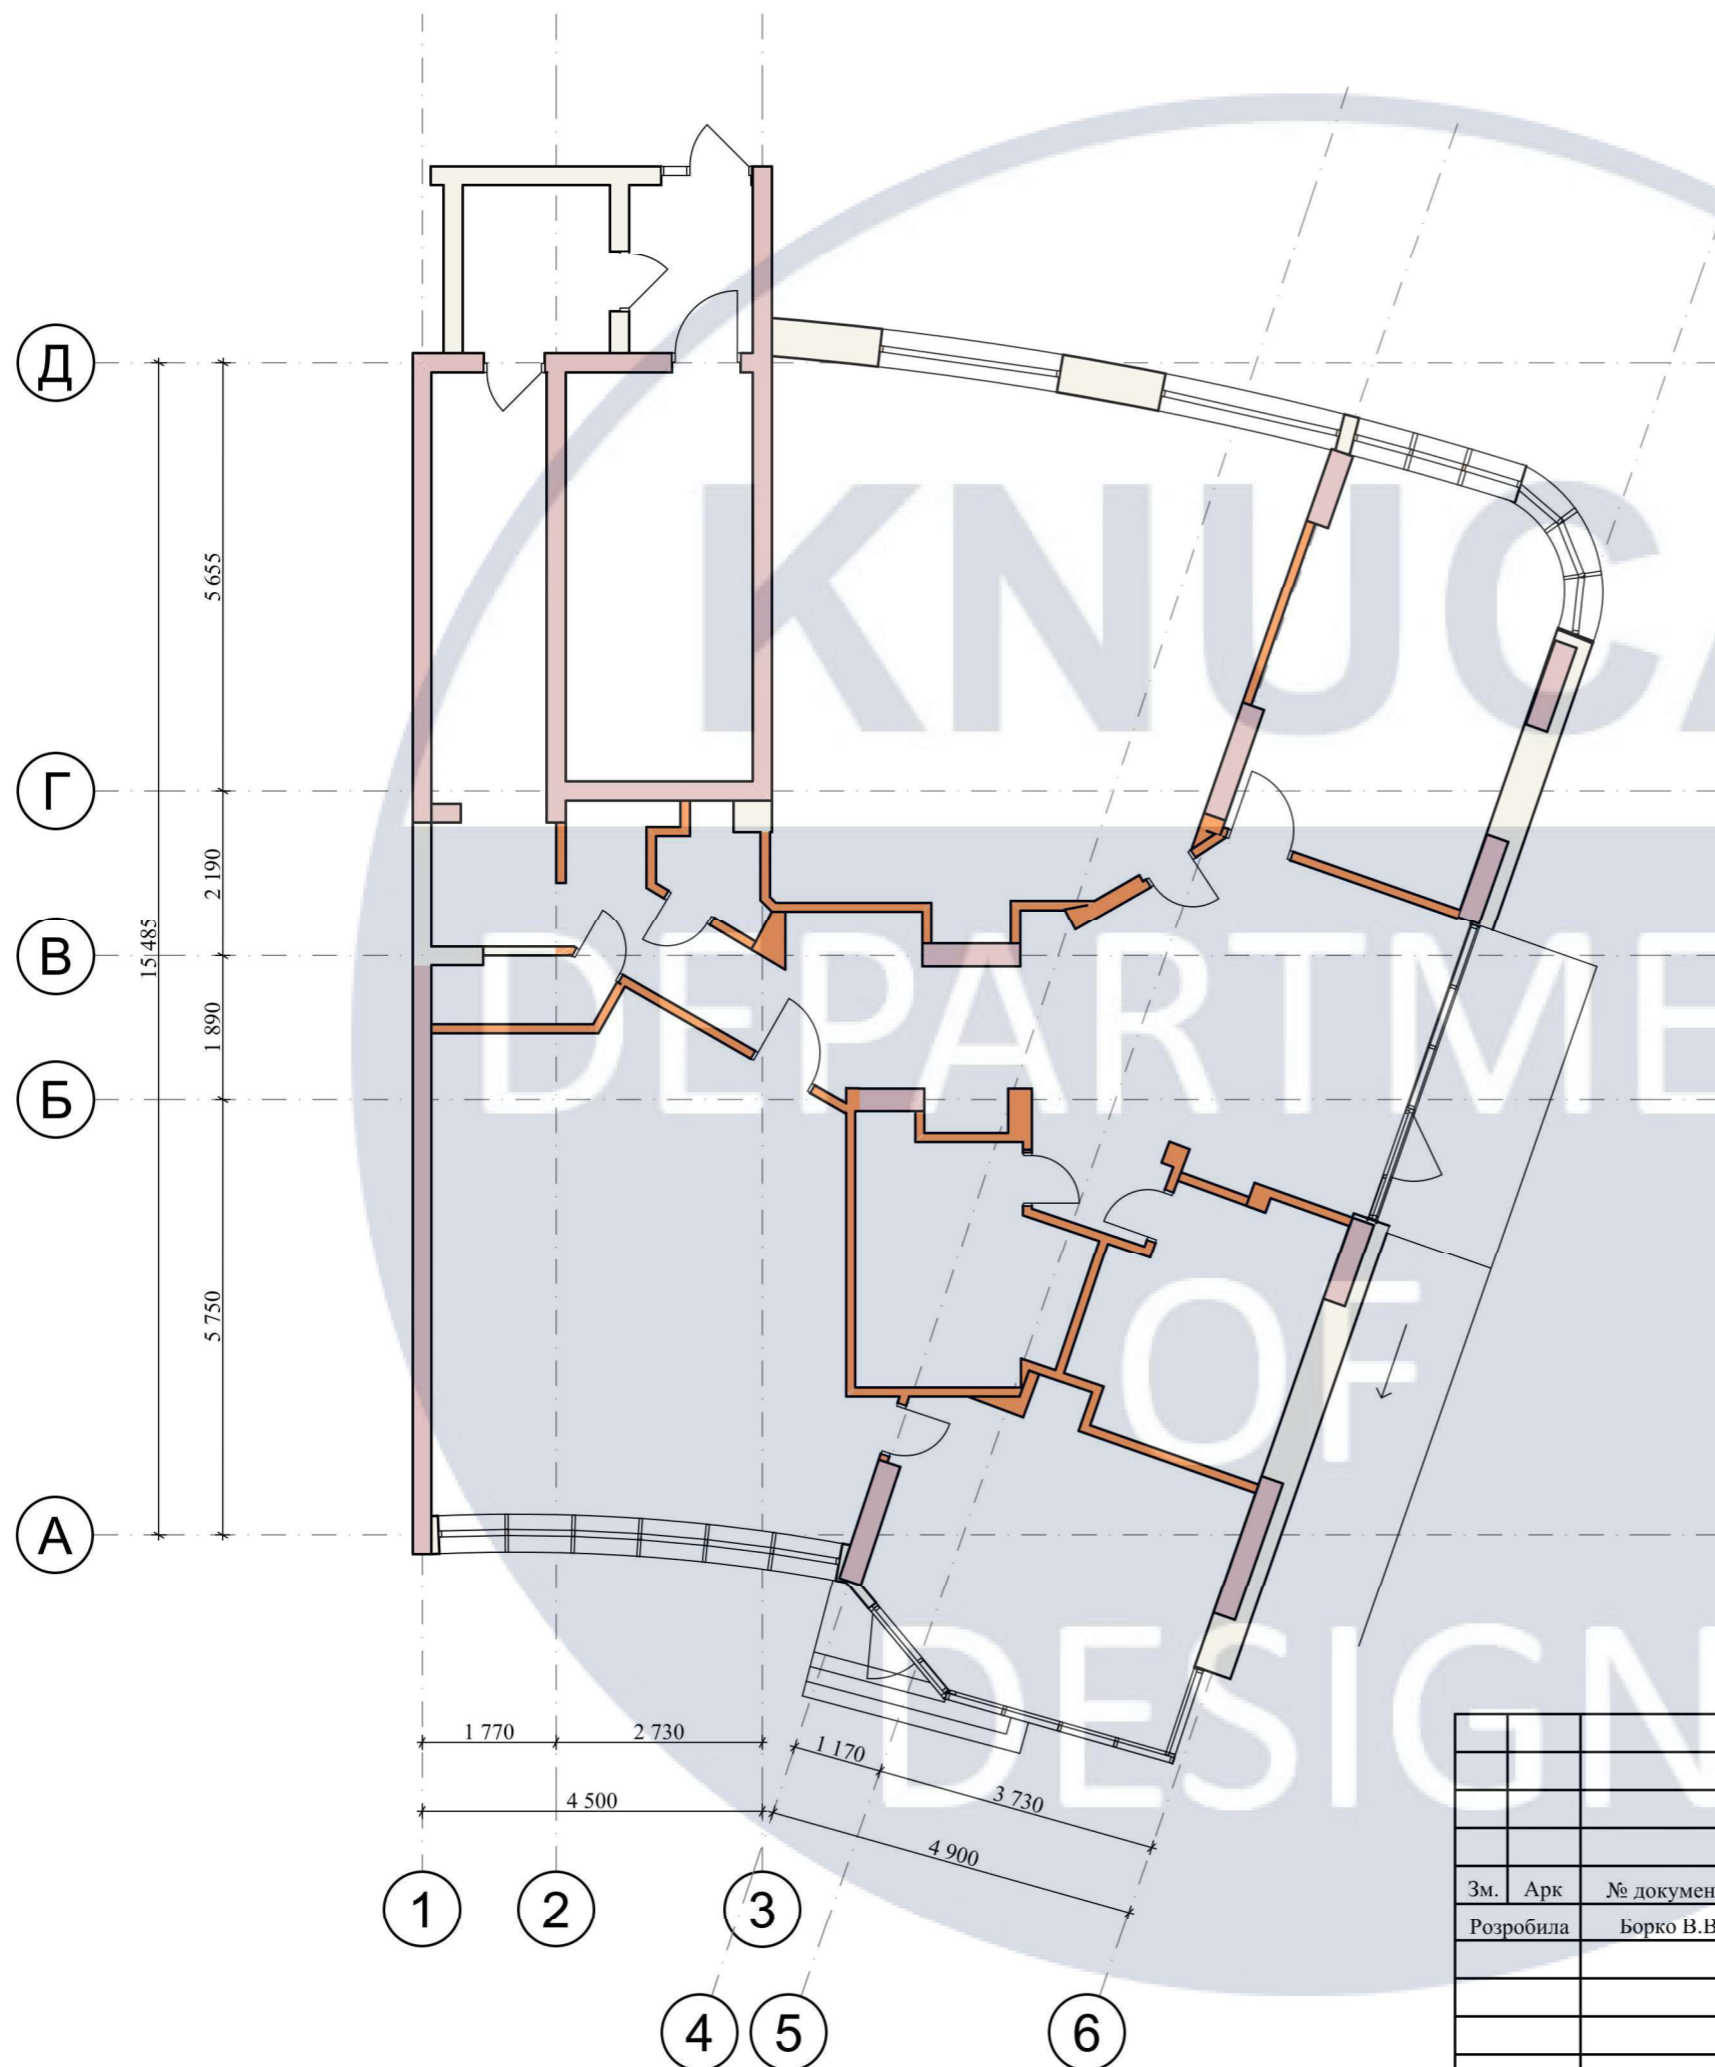 KNUCA
DEPARTME
OF
DESIGN
Д
Г
В
Б
А
5 655
2 190
15 485
1 890
5 750
1 770
2 730
4 500
1 170
3 730
4 900
1
2
3
4
5
6
Зм.
Арк
№ докумен
Розробила
Борко В.В